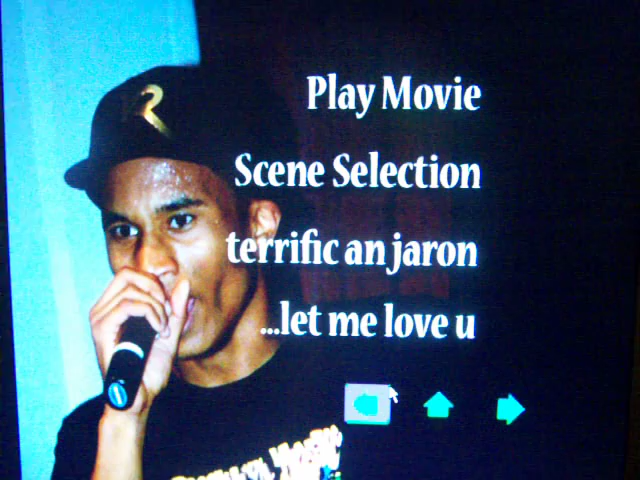 R
Play Movie
Scene Selection
terrific an jaron
...let me love u